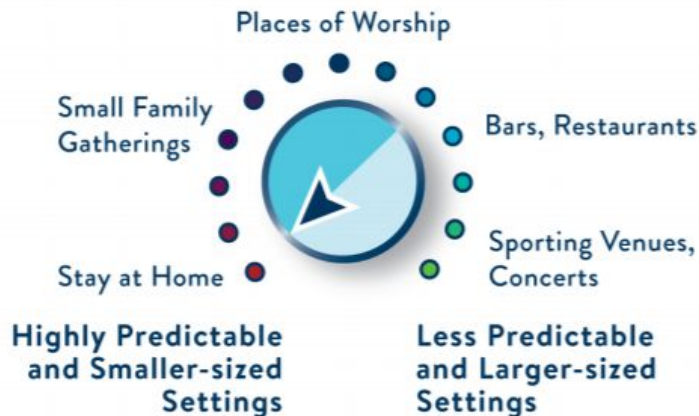 Places of Worship
Small Family
Gatherings
Bars, Restaurants
Stay at Home
Sporting Venues,
Concerts
Highly Predictable
and Smaller-sized
Settings
Less Predictable
and Larger-sized
Settings